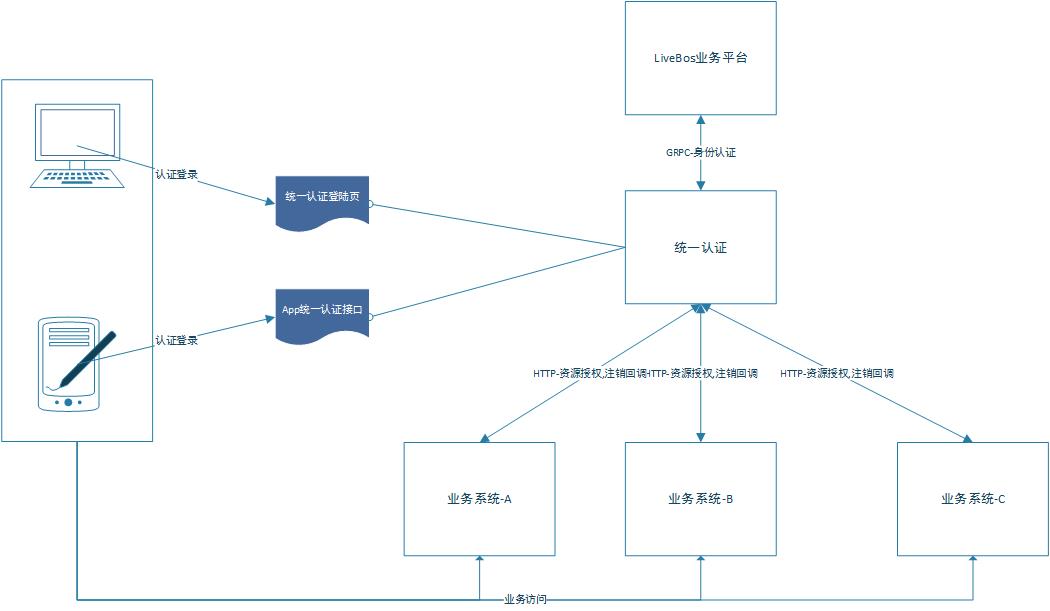 LiveBos业务平台
GRPC-身份认证
认证登录
统一认证登陆页
统一认证
App统一认证接口
认证登录
HTTP-资源授权,注销回调
HTTP-资源授权,注销回调
HTTP-资源授权,注销回调
业务系统-A
业务系统-B
业务系统-C
业务访问